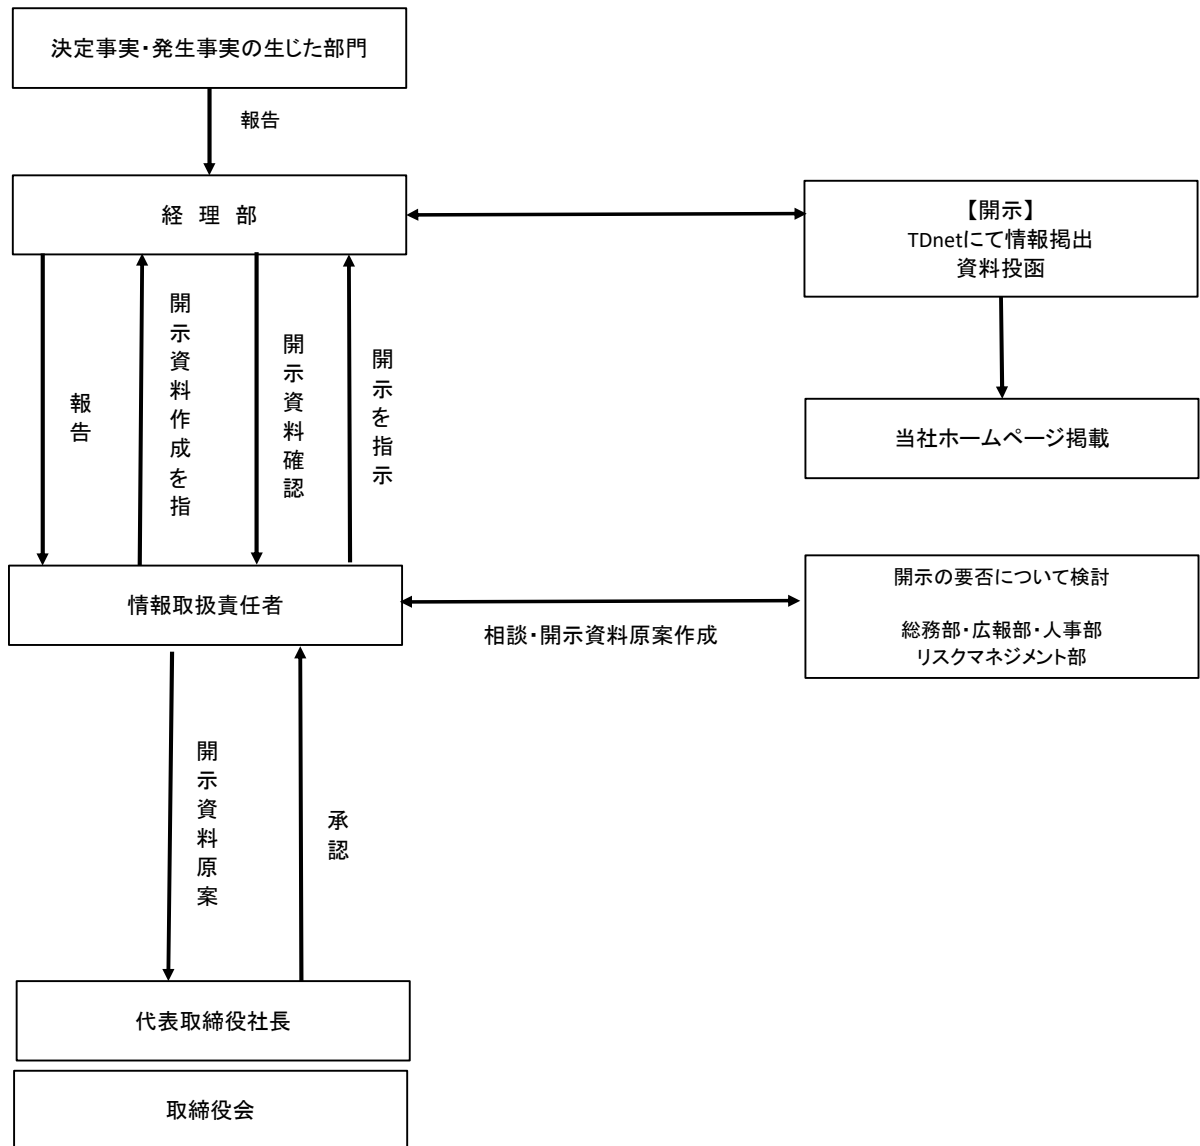 決定事実・発生事実の生じた部門
報告
経 理 部
【開示】
TDnetにて情報掲出
資料投函
報告
開示資料作成を指
開示資料確認
開示を指示
当社ホームページ掲載
情報取扱責任者
相談・開示資料原案作成
開示の要否について検討
総務部・広報部・人事部
リスクマネジメント部
開示資料原案
承認
代表取締役社長
取締役会